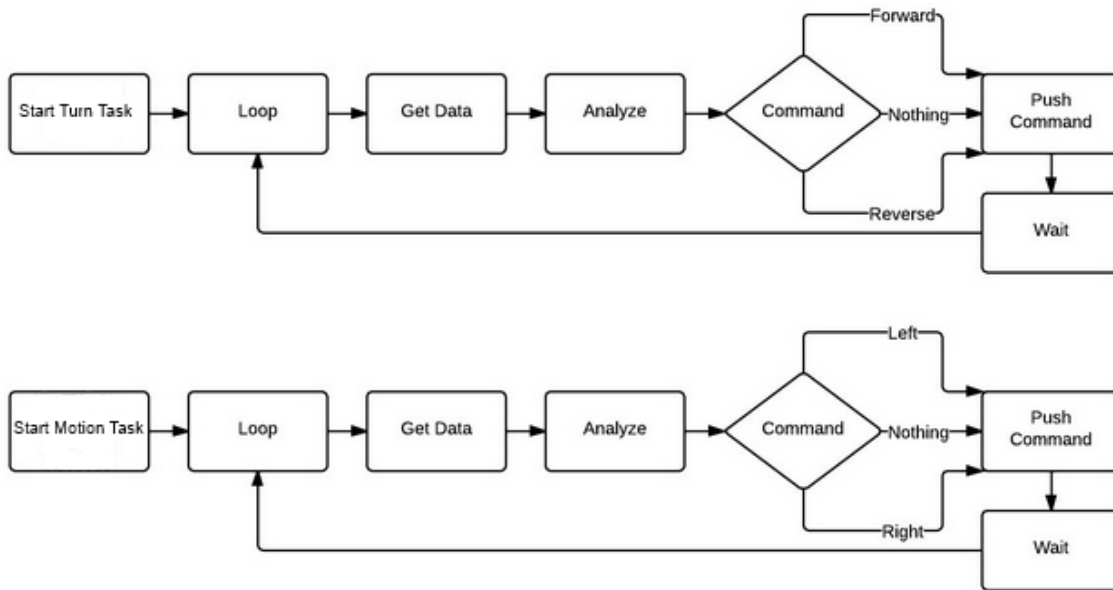 Forward
Start Turn Task
Loop
Get Data
Analyze
Command
Nothing
Push
Command
Reverse
Wait
Left
Start Motion Task
Loop
Get Data
Analyze
Command
Nothing
Push
Command
Right
Wait